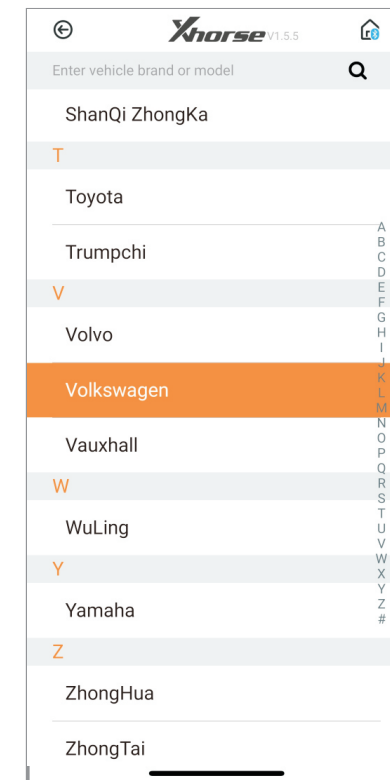 Xhorse V1.5.5
Enter vehicle brand or model
ShanQi ZhongKa
T
Toyota
Trumpchi
V
Volvo
Volkswagen
Vauxhall
W
WuLing
Y
Yamaha
Z
ZhongHua
ZhongTai
A
B
C
D
E
F
G
H
I
J
K
L
M
N
O
P
Q
R
S
T
U
V
W
X
Y
Z
#